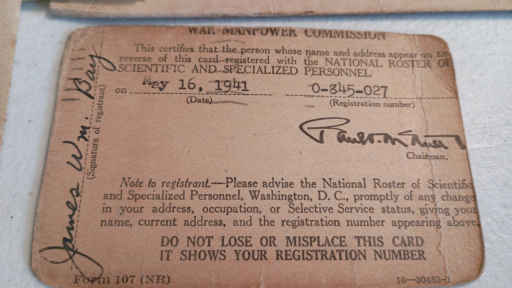 WAR MANPOWER COMMISSION
This certifies that the person whose name and address appear on the
reverse of this card registered with the NATIONAL ROSTER OF
SCIENTIFIC AND SPECIALIZED PERSONNEL
on May 16, 1941 0-345-027
(Date) (Registration number)
Paul V. McNutt
Chairman.
James Wm. Bay
(Signature of registrant)
Note to registrant.—Please advise the National Roster of Scientific
and Specialized Personnel, Washington, D. C., promptly of any change
in your address, occupation, or Selective Service status, giving your
name, current address, and the registration number appearing above.
DO NOT LOSE OR MISPLACE THIS CARD
IT SHOWS YOUR REGISTRATION NUMBER
Form 107 (NR)